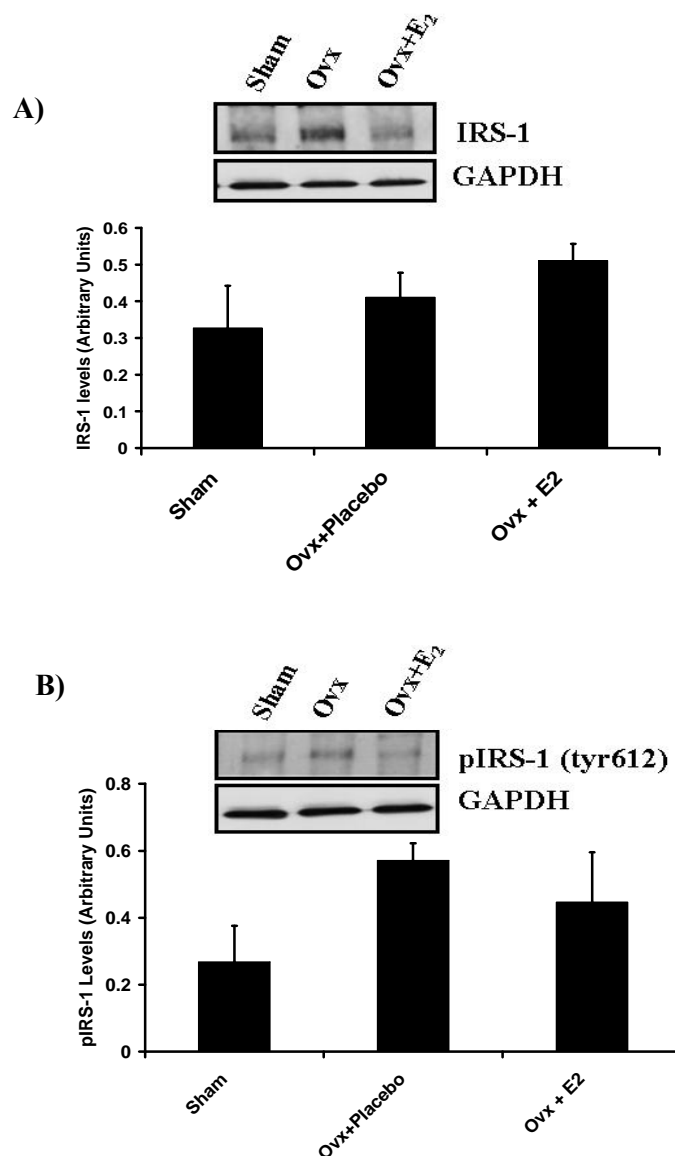 A)
Sham Ovx Ovx+E₂
IRS-1
GAPDH
IRS-1 levels (Arbitrary Units)
0.6
0.5
0.4
0.3
0.2
0.1
0
Sham Ovx+Placebo Ovx + E2
B)
Sham Ovx Ovx+E₂
pIRS-1 (tyr612)
GAPDH
pIRS-1 Levels (Arbitrary Units)
0.8
0.6
0.4
0.2
0
Sham Ovx+Placebo Ovx + E2